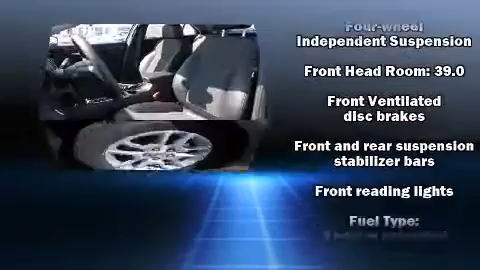 Four-wheel
Independent Suspension
Front Head Room: 39.0
Front Ventilated
disc brakes
Front and rear suspension
stabilizer bars
Front reading lights
Fuel Type: